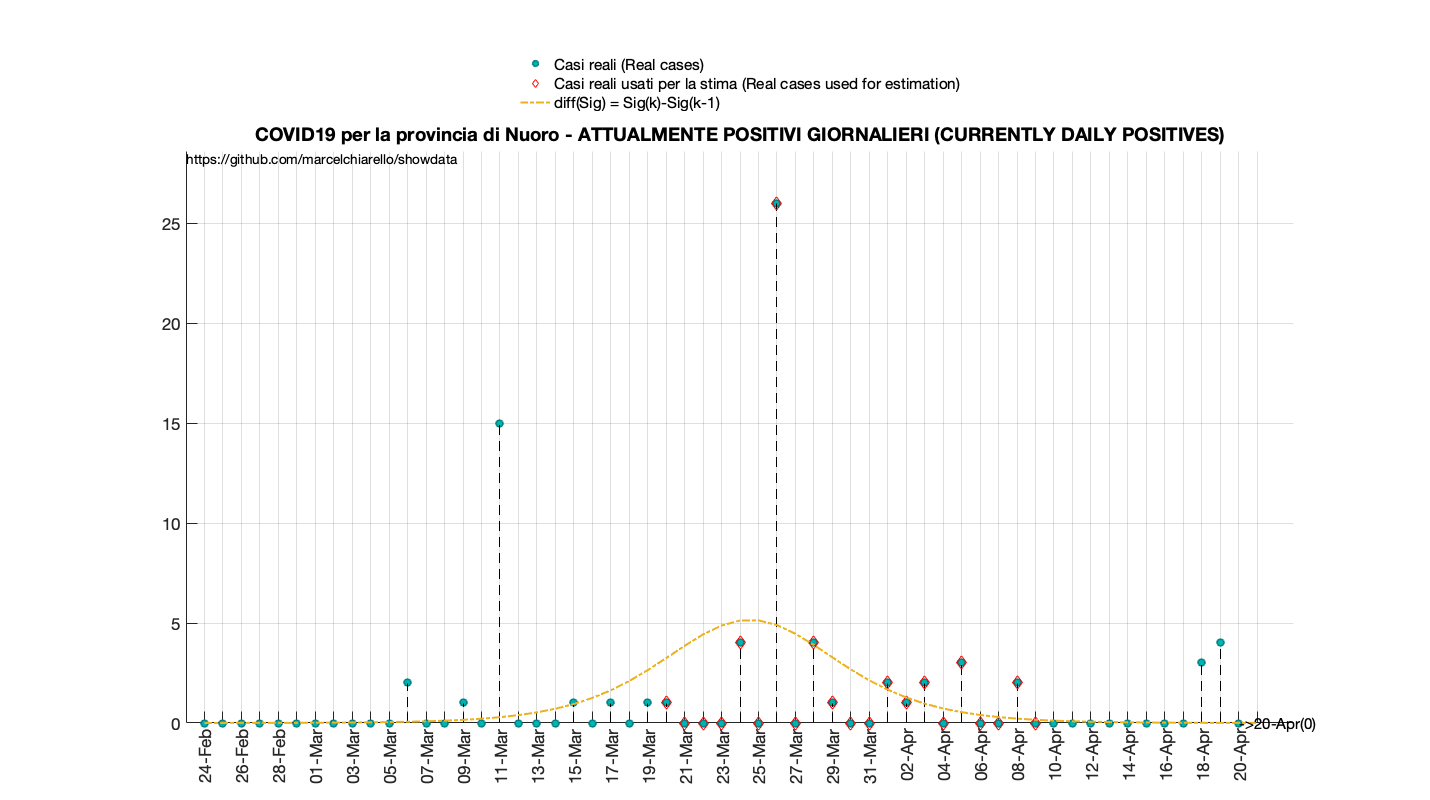 Casi reali (Real cases)
Casi reali usati per la stima (Real cases used for estimation)
diff(Sig) = Sig(k)-Sig(k-1)
COVID19 per la provincia di Nuoro - ATTUALMENTE POSITIVI GIORNALIERI (CURRENTLY DAILY POSITIVES)
https://github.com/marcelchiarello/showdata
25
20
15
10
5
0
->20-Apr(0)
24-Feb
26-Feb
28-Feb
01-Mar
03-Mar
05-Mar
07-Mar
09-Mar
11-Mar
13-Mar
15-Mar
17-Mar
19-Mar
21-Mar
23-Mar
25-Mar
27-Mar
29-Mar
31-Mar
02-Apr
04-Apr
06-Apr
08-Apr
10-Apr
12-Apr
14-Apr
16-Apr
18-Apr
20-Apr